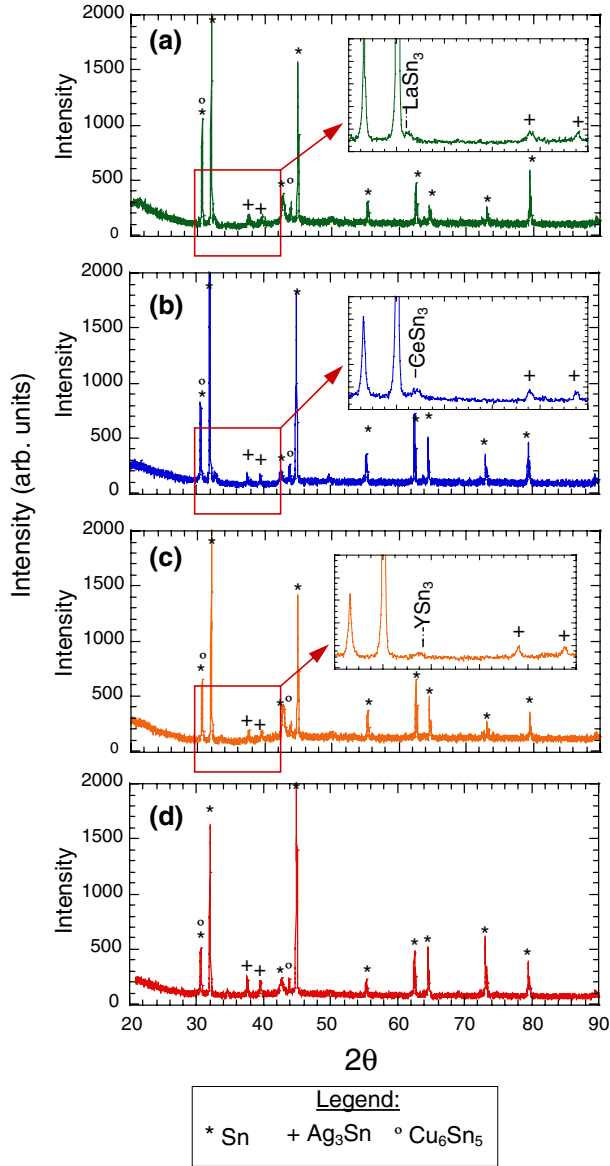 Intensity (arb. units)
(a)
Intensity
2000
1500
1000
500
0
o
*
*
+
+
*
o
*
*
*
*
*
*
LaSn3
+
+
(b)
Intensity
2000
1500
1000
500
0
o
*
*
+
+
*
o
*
*
*
*
*
*
CeSn3
+
+
(c)
Intensity
2000
1500
1000
500
0
o
*
*
+
+
*
o
*
*
*
*
*
*
YSn3
+
+
(d)
Intensity
2000
1500
1000
500
0
o
*
*
+
+
*
o
*
*
*
*
*
*
20 30 40 50 60 70 80 90
2θ
Legend:
* Sn + Ag3Sn o Cu6Sn5